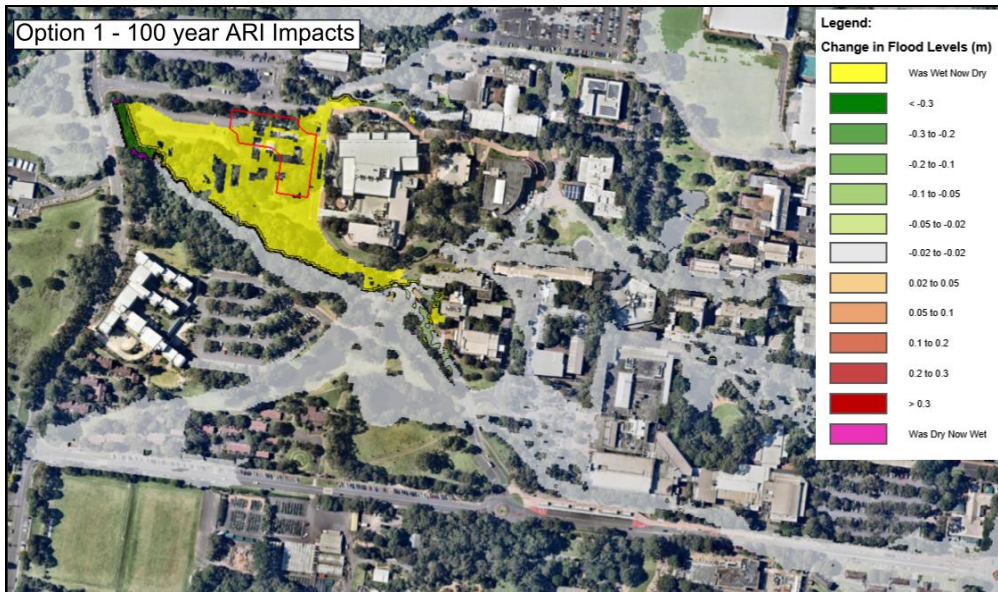 Option 1 - 100 year ARI Impacts
Legend:
Change in Flood Levels (m)
Was Wet Now Dry
< -0.3
-0.3 to -0.2
-0.2 to -0.1
-0.1 to -0.05
-0.05 to -0.02
-0.02 to -0.02
0.02 to 0.05
0.05 to 0.1
0.1 to 0.2
0.2 to 0.3
> 0.3
Was Dry Now Wet